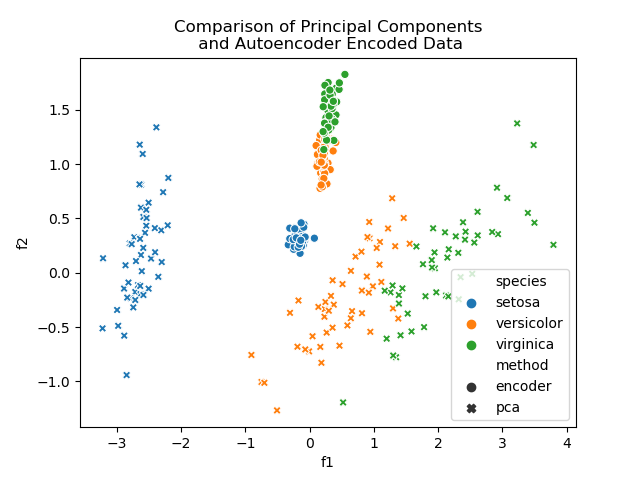 Comparison of Principal Components
and Autoencoder Encoded Data
f2
1.5
1.0
0.5
0.0
−0.5
−1.0
species
setosa
versicolor
virginica
method
encoder
pca
−3
−2
−1
0
1
2
3
4
f1